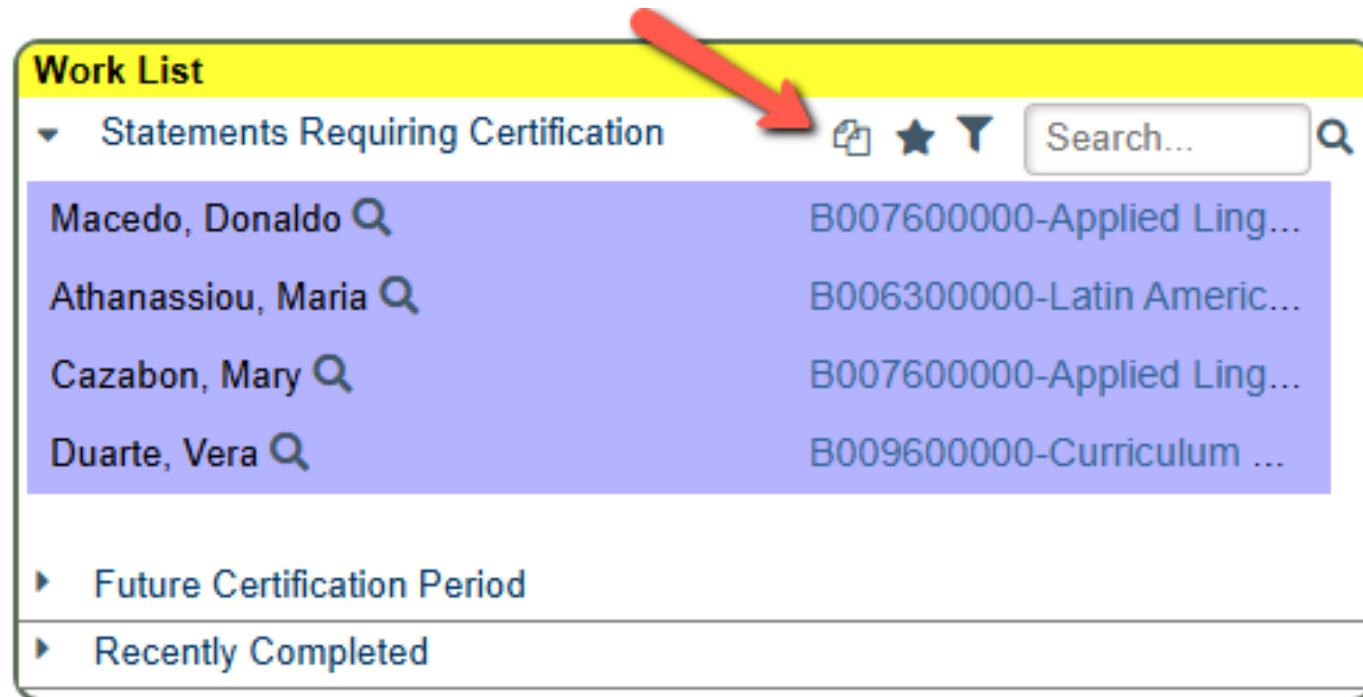 Work List
Statements Requiring Certification Search...
Macedo, Donaldo B007600000-Applied Ling...
Athanassiou, Maria B006300000-Latin Americ...
Cazabon, Mary B007600000-Applied Ling...
Duarte, Vera B009600000-Curriculum ...
Future Certification Period
Recently Completed